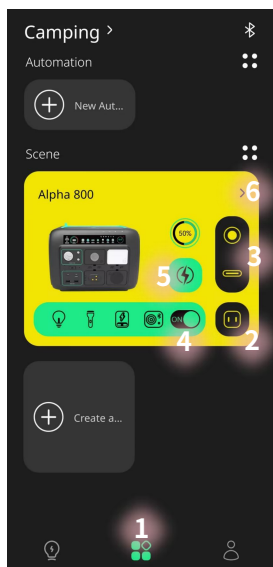 Camping >
Automation
New Aut...
Scene
Alpha 800
> 6
50%
5
3
ON
4
2
Create a...
1